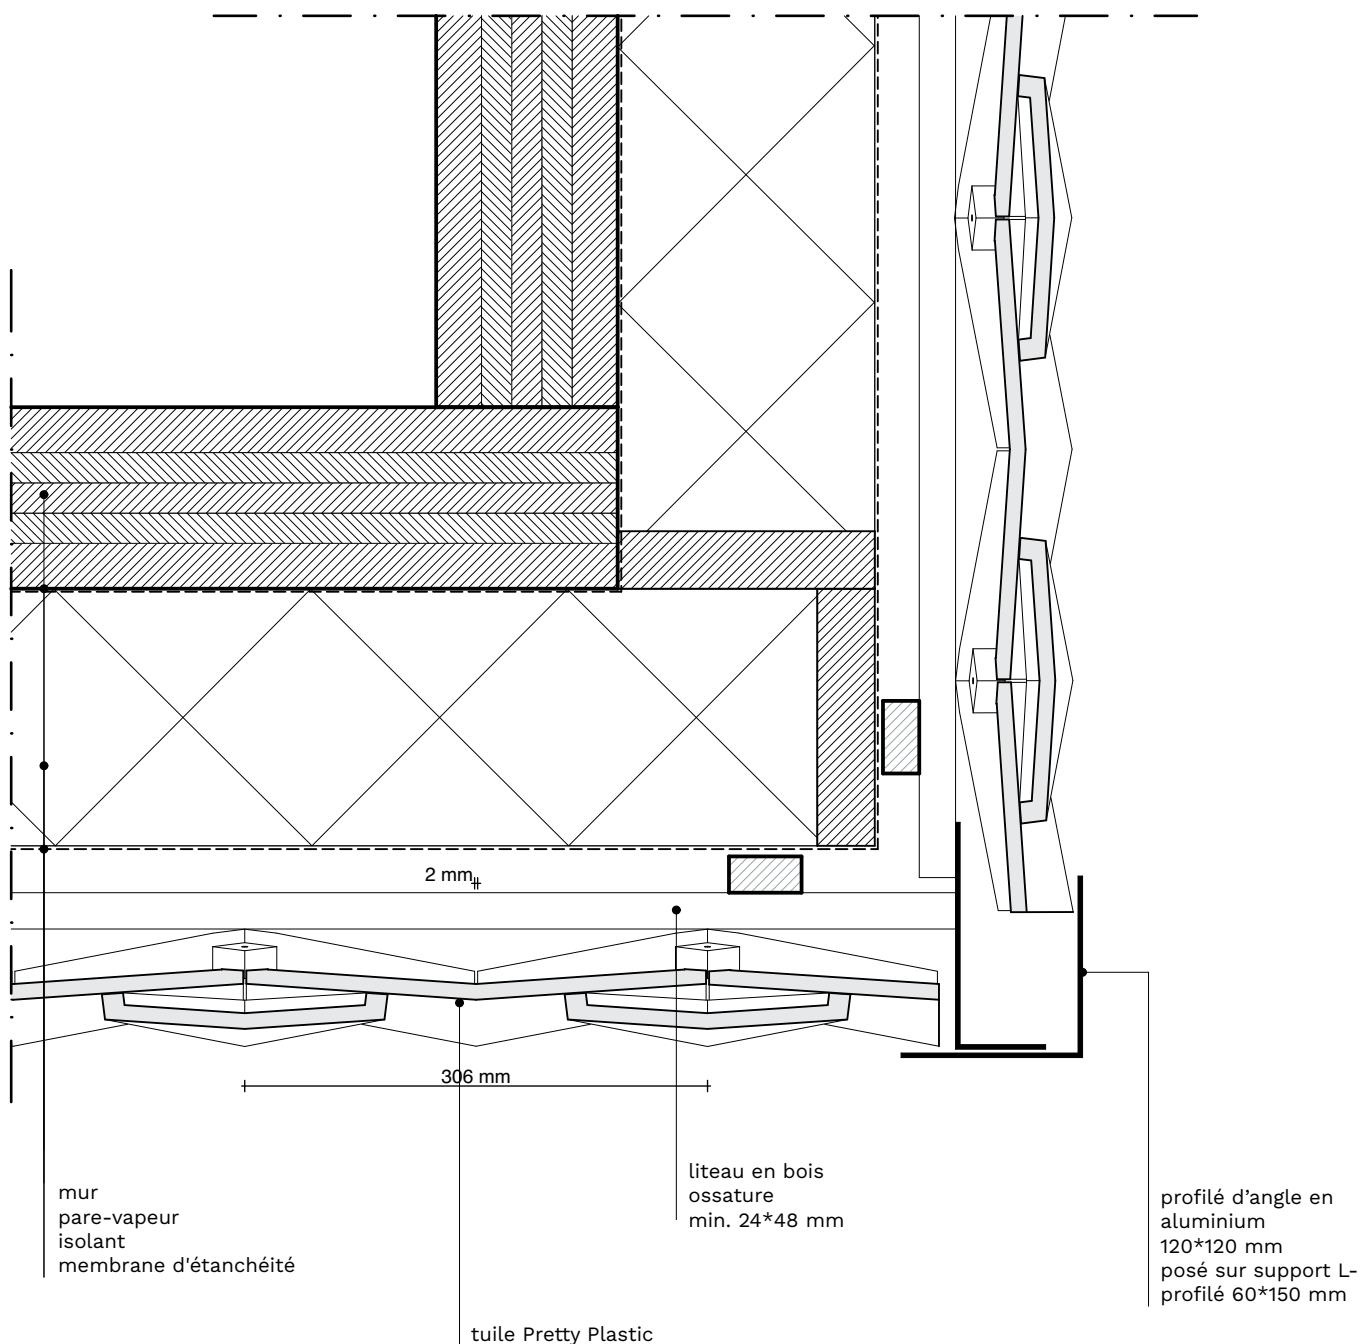 2 mm
306 mm
mur
pare-vapeur
isolant
membrane d'étanchéité
liteau en bois
ossature
min. 24*48 mm
profilé d’angle en
aluminium
120*120 mm
posé sur support L-
profilé 60*150 mm
tuile Pretty Plastic